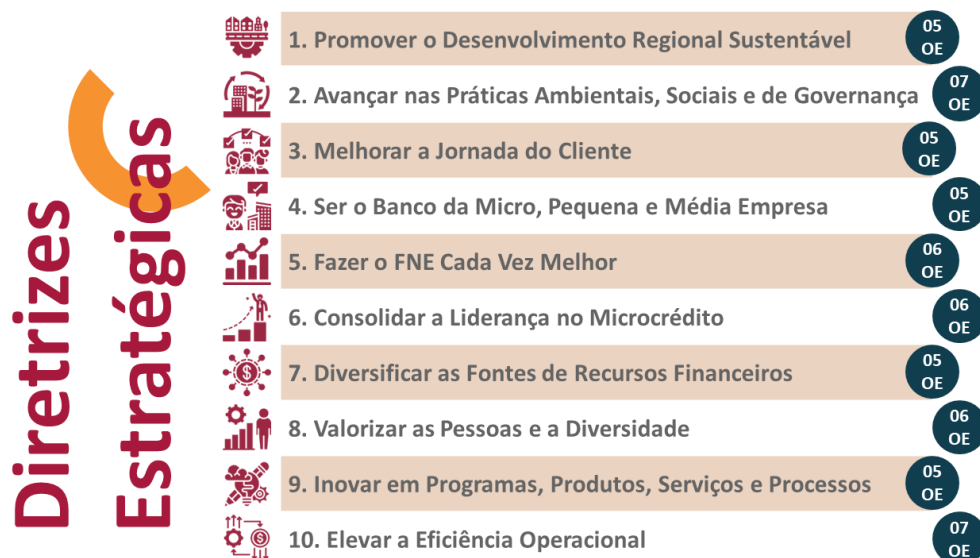 Diretrizes
Estratégicas
1. Promover o Desenvolvimento Regional Sustentável
05
OE
2. Avançar nas Práticas Ambientais, Sociais e de Governança
07
OE
3. Melhorar a Jornada do Cliente
05
OE
4. Ser o Banco da Micro, Pequena e Média Empresa
05
OE
5. Fazer o FNE Cada Vez Melhor
06
OE
6. Consolidar a Liderança no Microcrédito
06
OE
7. Diversificar as Fontes de Recursos Financeiros
05
OE
8. Valorizar as Pessoas e a Diversidade
06
OE
9. Inovar em Programas, Produtos, Serviços e Processos
05
OE
10. Elevar a Eficiência Operacional
07
OE